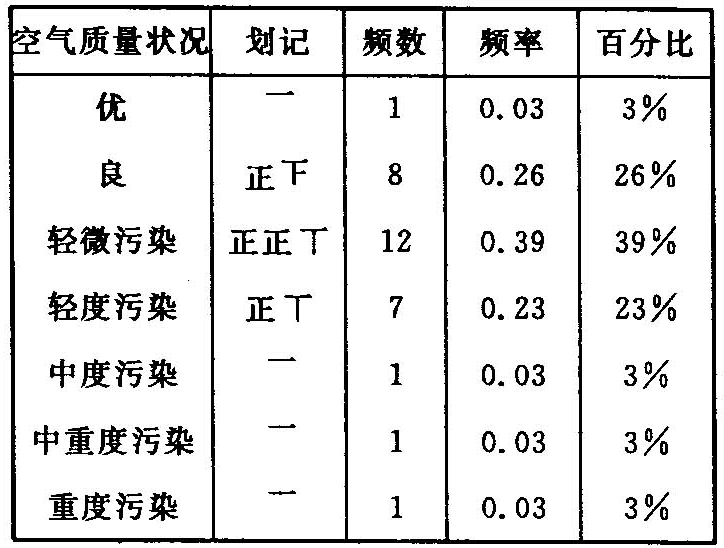 空气质量状况 划记 频数 频率 百分比
优 一 1 0.03 3%
良 正下 8 0.26 26%
轻微污染 正正丅 12 0.39 39%
轻度污染 正丅 7 0.23 23%
中度污染 一 1 0.03 3%
中重度污染 一 1 0.03 3%
重度污染 一 1 0.03 3%